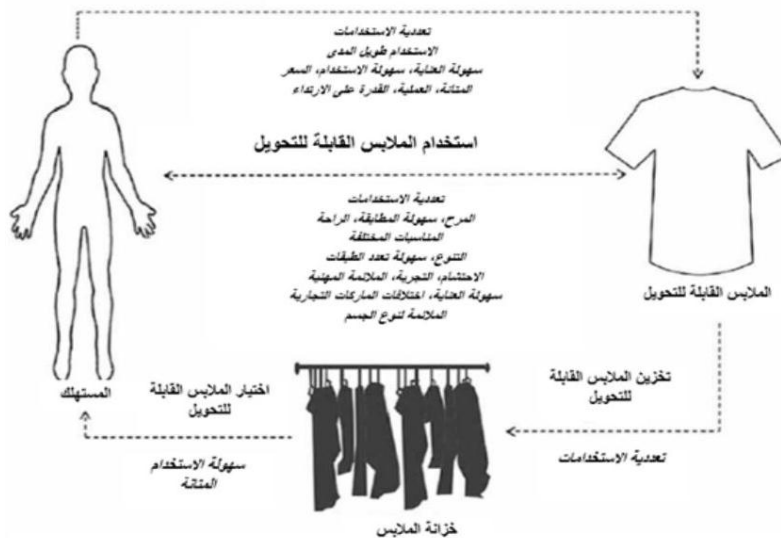 تعددية الاستخدامات
الاستخدام طويل المدى
سهولة العناية، سهولة الاستخدام، السعر
المتانة، العملية، القدرة على الارتداء
استخدام الملابس القابلة للتحويل
تعددية الاستخدامات
المرح، سهولة المطابقة، الراحة
المناسبات المختلفة
التنوع، سهولة تعدد الطبقات
الاحتشام، التجربة، الملائمة المهنية
سهولة العناية، اختلافات الماركات التجارية
الملائمة لنوع الجسم
الملابس القابلة للتحويل
المستهلك
اختيار الملابس القابلة
للتحويل
تخزين الملابس القابلة
للتحويل
سهولة الاستخدام
المتانة
تعددية الاستخدامات
خزانة الملابس